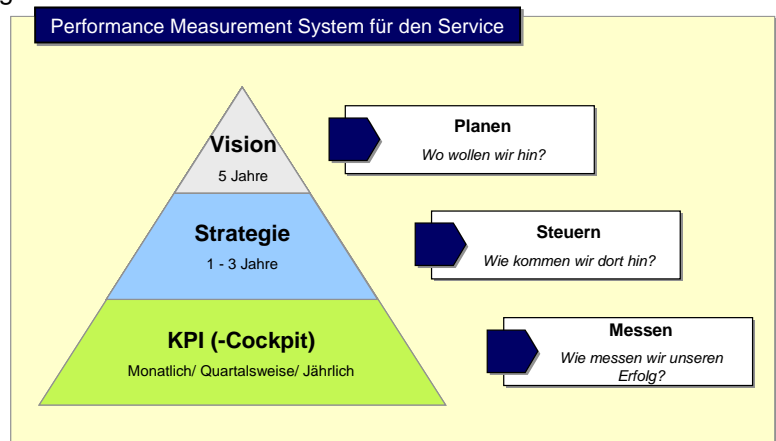 Performance Measurement System für den Service
Vision
5 Jahre
Planen
Wo wollen wir hin?
Strategie
1 - 3 Jahre
Steuern
Wie kommen wir dort hin?
KPI (-Cockpit)
Monatlich/ Quartalsweise/ Jährlich
Messen
Wie messen wir unseren
Erfolg?